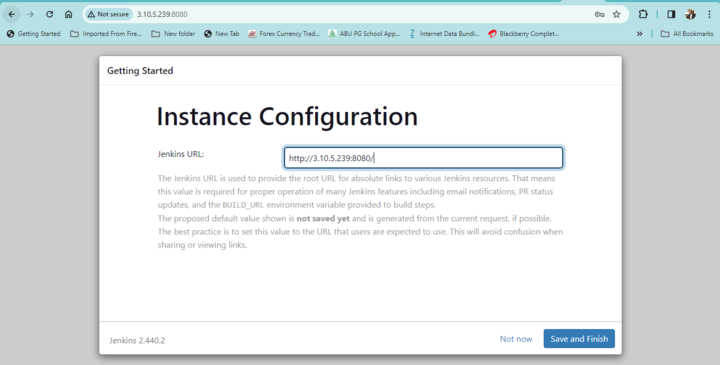 Not secure 3.10.5.239:8080
Getting Started Imported From Fire... New folder New Tab Forex Currency Trad... ABU PG School App... Internet Data Bundl... Blackberry Complet... » All Bookmarks
Getting Started
Instance Configuration
Jenkins URL: http://3.10.5.239:8080/
The Jenkins URL is used to provide the root URL for absolute links to various Jenkins resources. That means
this value is required for proper operation of many Jenkins features including email notifications, PR status
updates, and the BUILD_URL environment variable provided to build steps.
The proposed default value shown is not saved yet and is generated from the current request, if possible.
The best practice is to set this value to the URL that users are expected to use. This will avoid confusion when
sharing or viewing links.
Jenkins 2.440.2 Not now Save and Finish